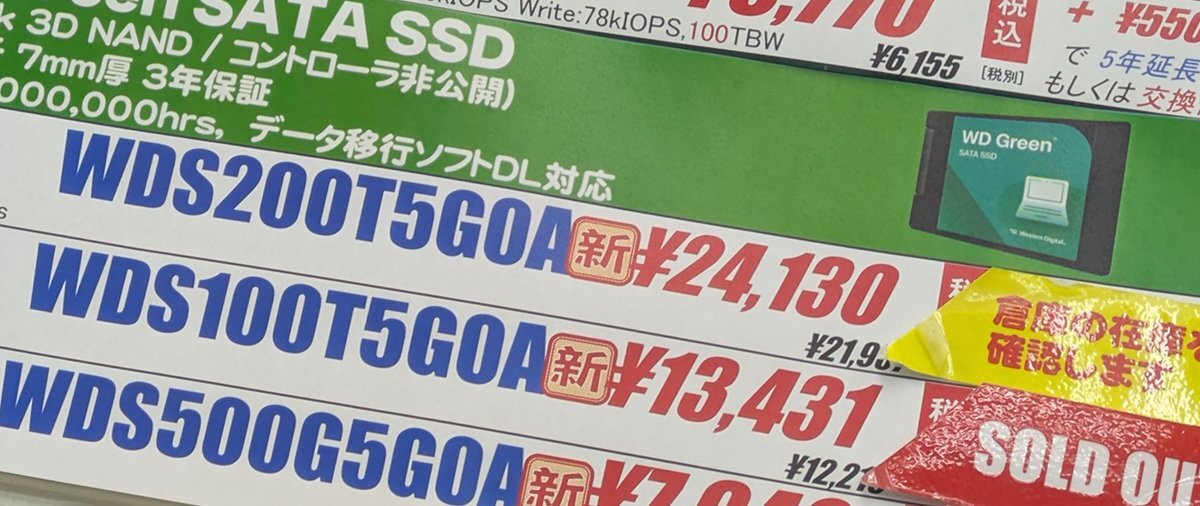 Write:78kIOPS,100TBW
¥6,155 [税別]
税込
+ ¥550
で 5年延長
もしくは 交換
SATA SSD
3D NAND / コントローラ非公開)
7mm厚 3年保証
000,000hrs, データ移行ソフトDL対応
WD Green
SATA SSD
Western Digital
WDS200T5G0A 新 ¥24,130
倉庫の在庫を
確認します
WDS100T5G0A 新 ¥13,431
SOLD OU
WDS500G5G0A 新